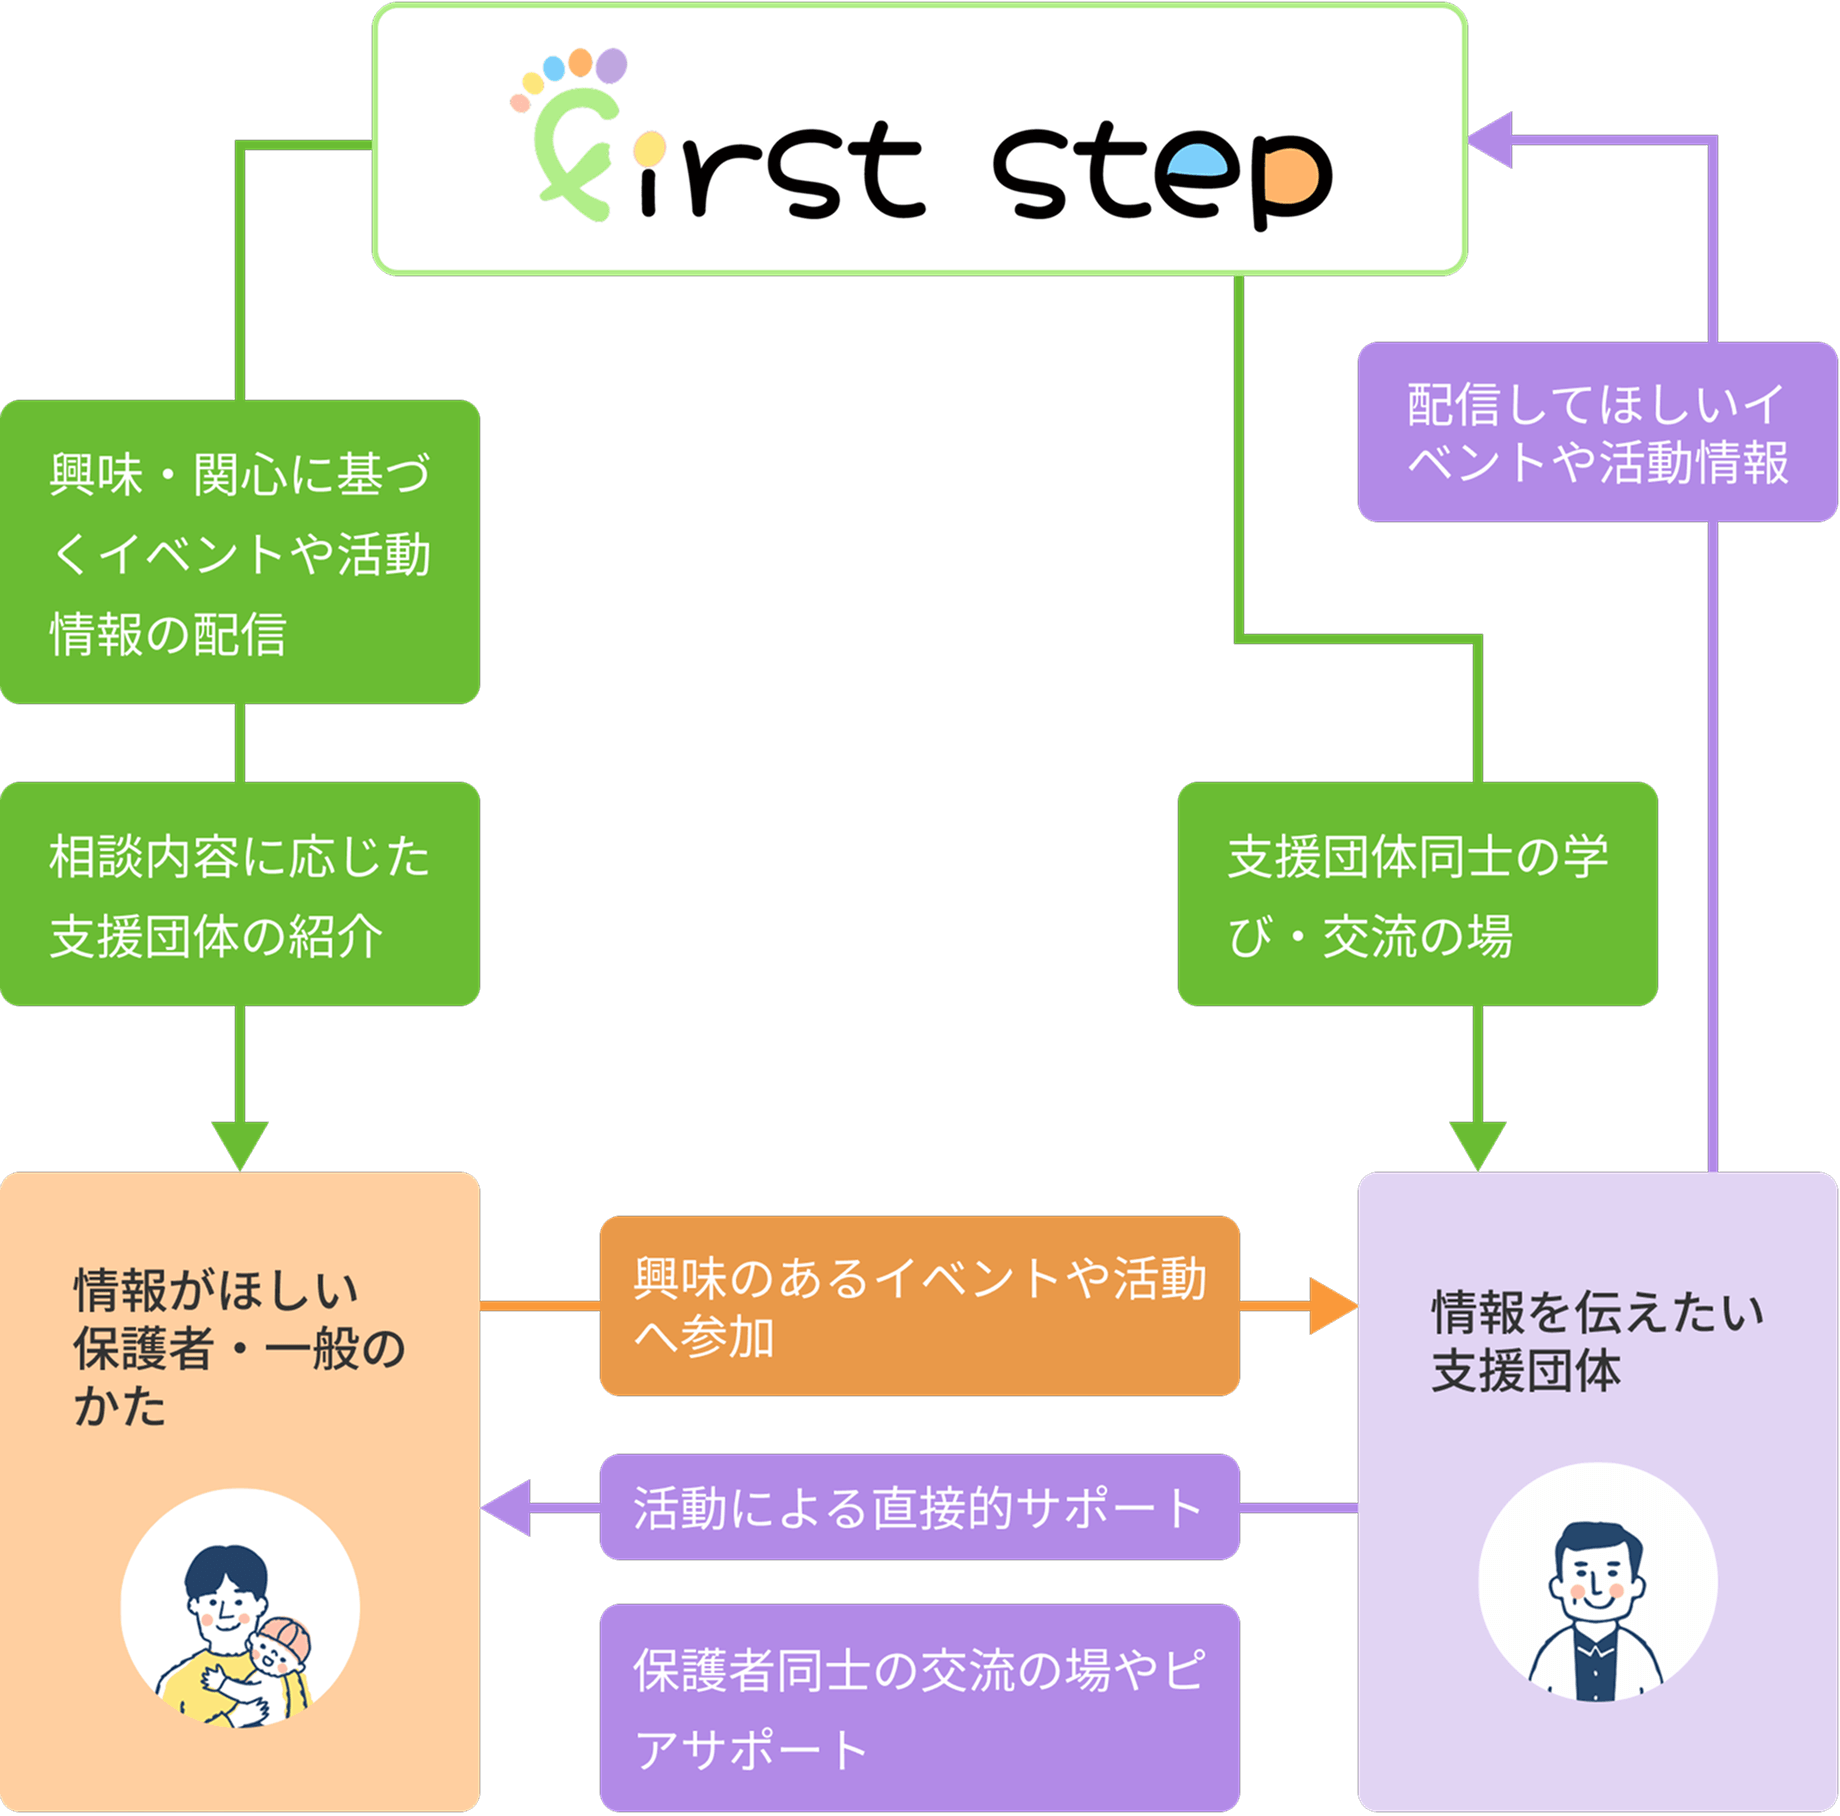 first step
配信してほしいイ
ベントや活動情報
興味・関心に基づ
くイベントや活動
情報の配信
相談内容に応じた
支援団体の紹介
支援団体同士の学
び・交流の場
情報がほしい
保護者・一般の
かた
興味のあるイベントや活動
へ参加
情報を伝えたい
支援団体
活動による直接的サポート
保護者同士の交流の場やピ
アサポート